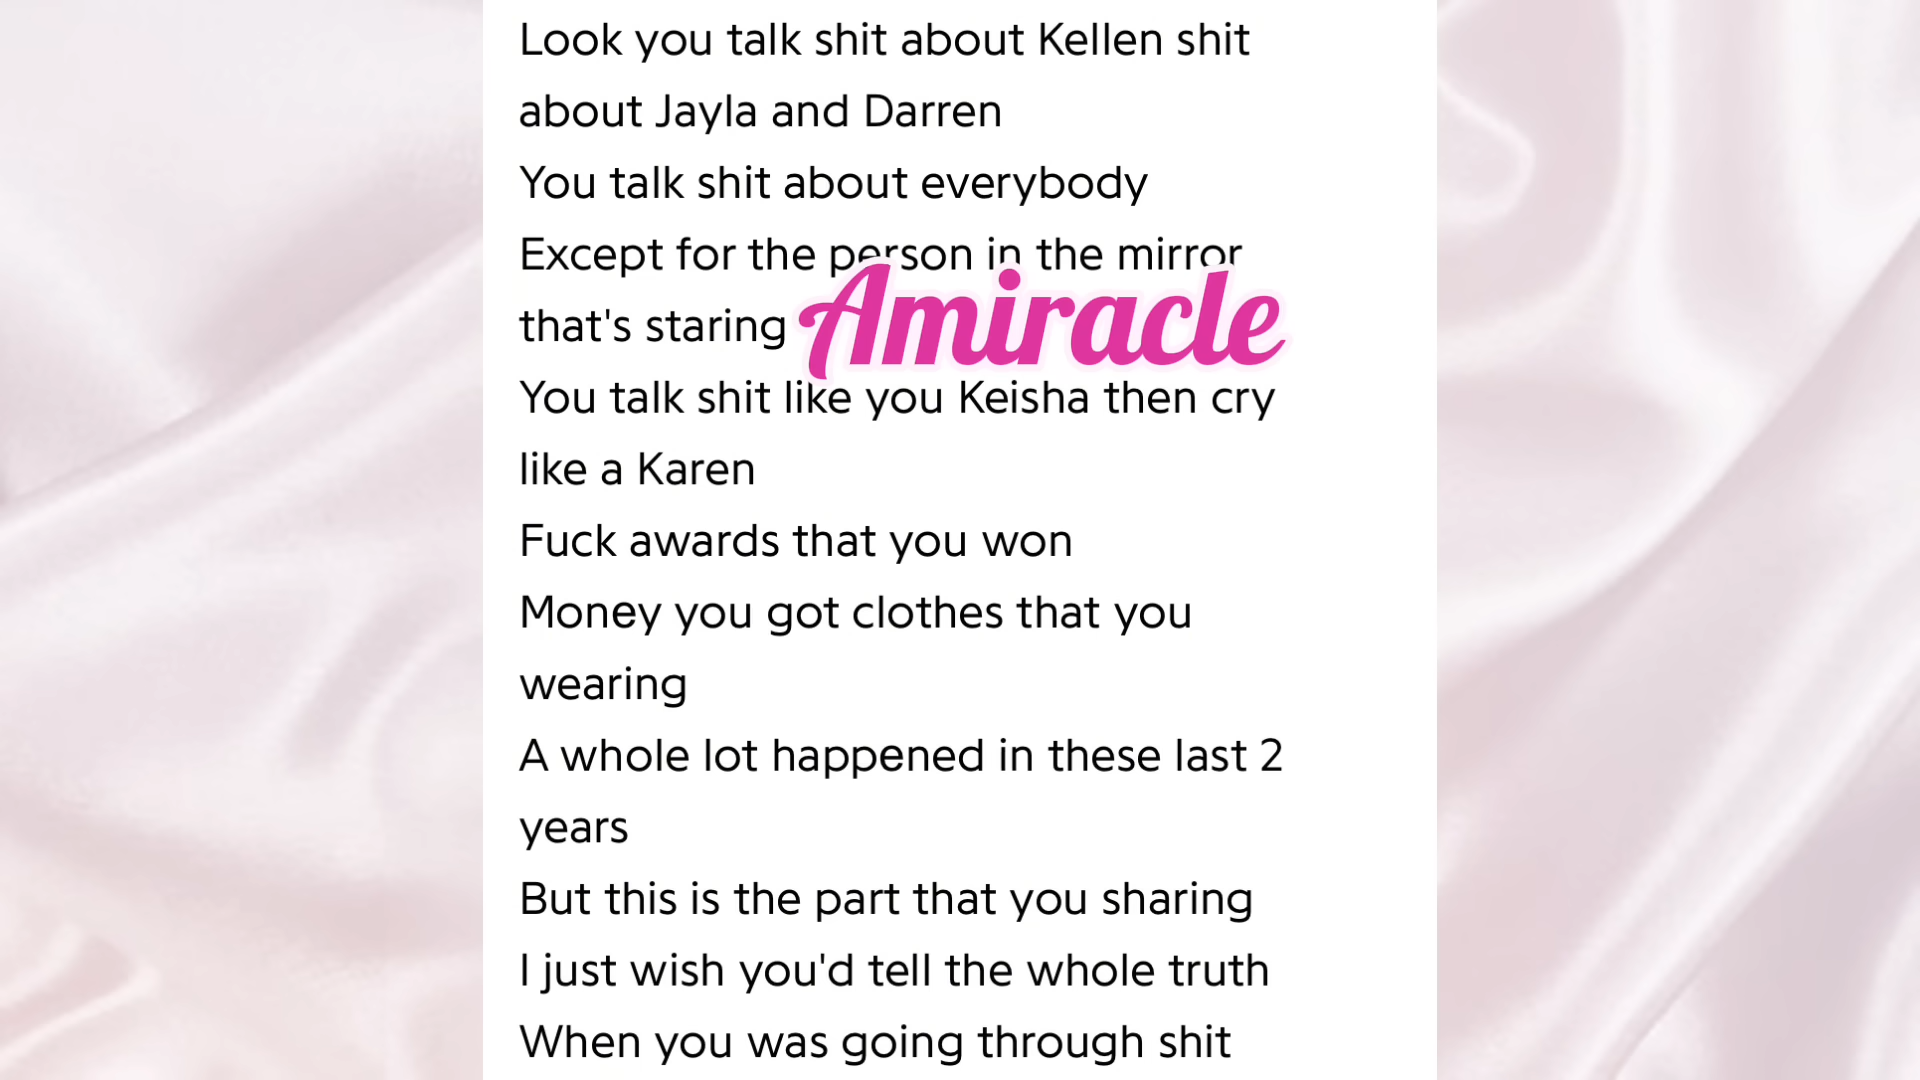 Look you talk shit about Kellen shit
about Jayla and Darren
You talk shit about everybody
Except for the person in the mirror
that's staring
Amiracle
You talk shit like you Keisha then cry
like a Karen
Fuck awards that you won
Money you got clothes that you
wearing
A whole lot happened in these last 2
years
But this is the part that you sharing
I just wish you'd tell the whole truth
When you was going through shit